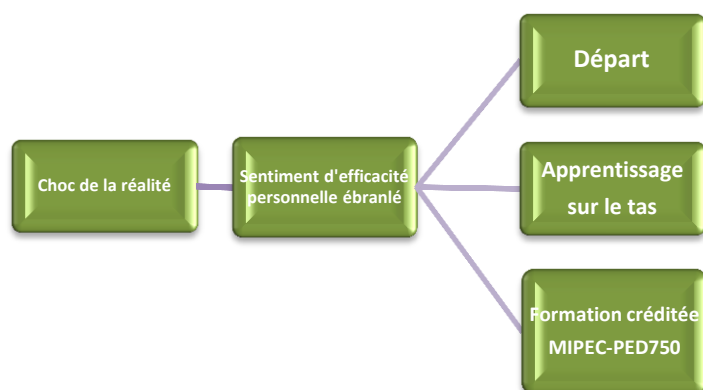 Choc de la réalité
Sentiment d'efficacité
personnelle ébranlé
Départ
Apprentissage
sur le tas
Formation créditée
MIPEC-PED750